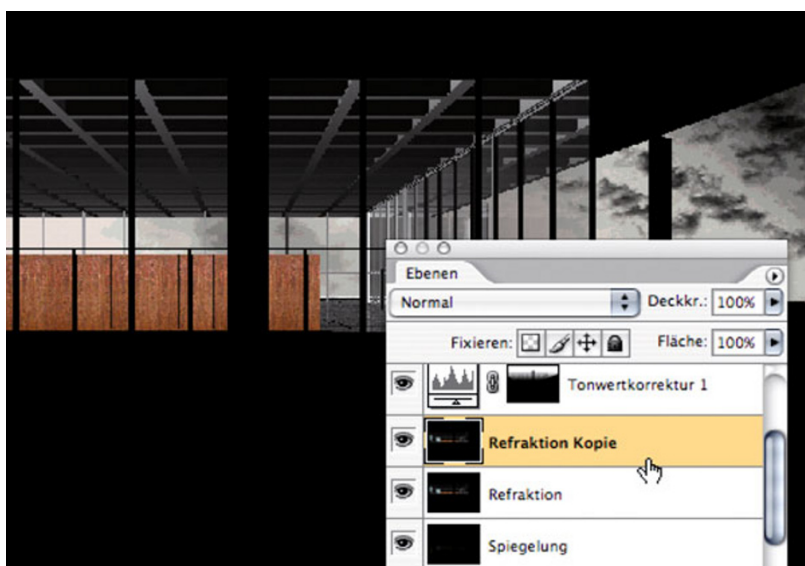 Ebenen
Normal Deckkr.: 100%
Fixieren: Fläche: 100%
Tonwertkorrektur 1
Refraktion Kopie
Refraktion
Spiegelung